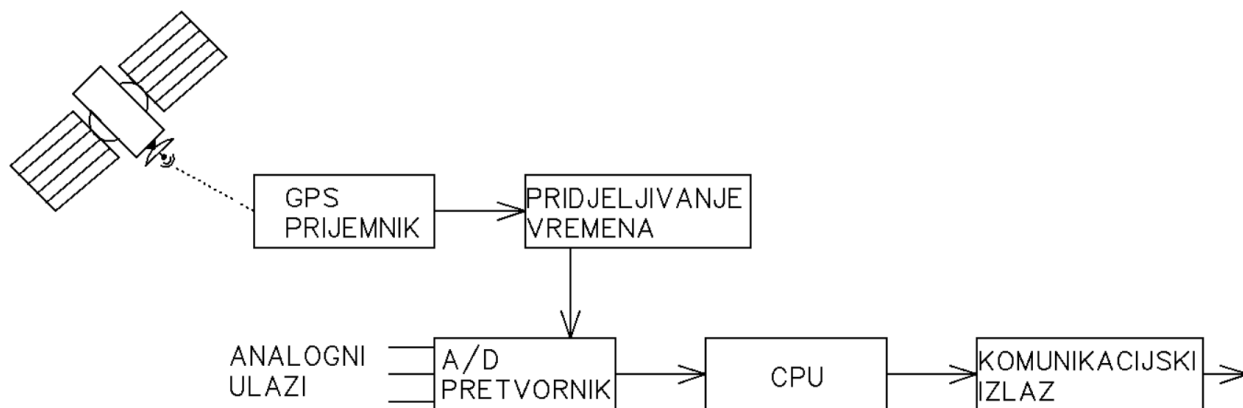 GPS
PRIJEMNIK
PRIDJELJIVANJE
VREMENA
ANALOGNI
ULAZI
A/D
PRETVORNIK
CPU
KOMUNIKACIJSKI
IZLAZ